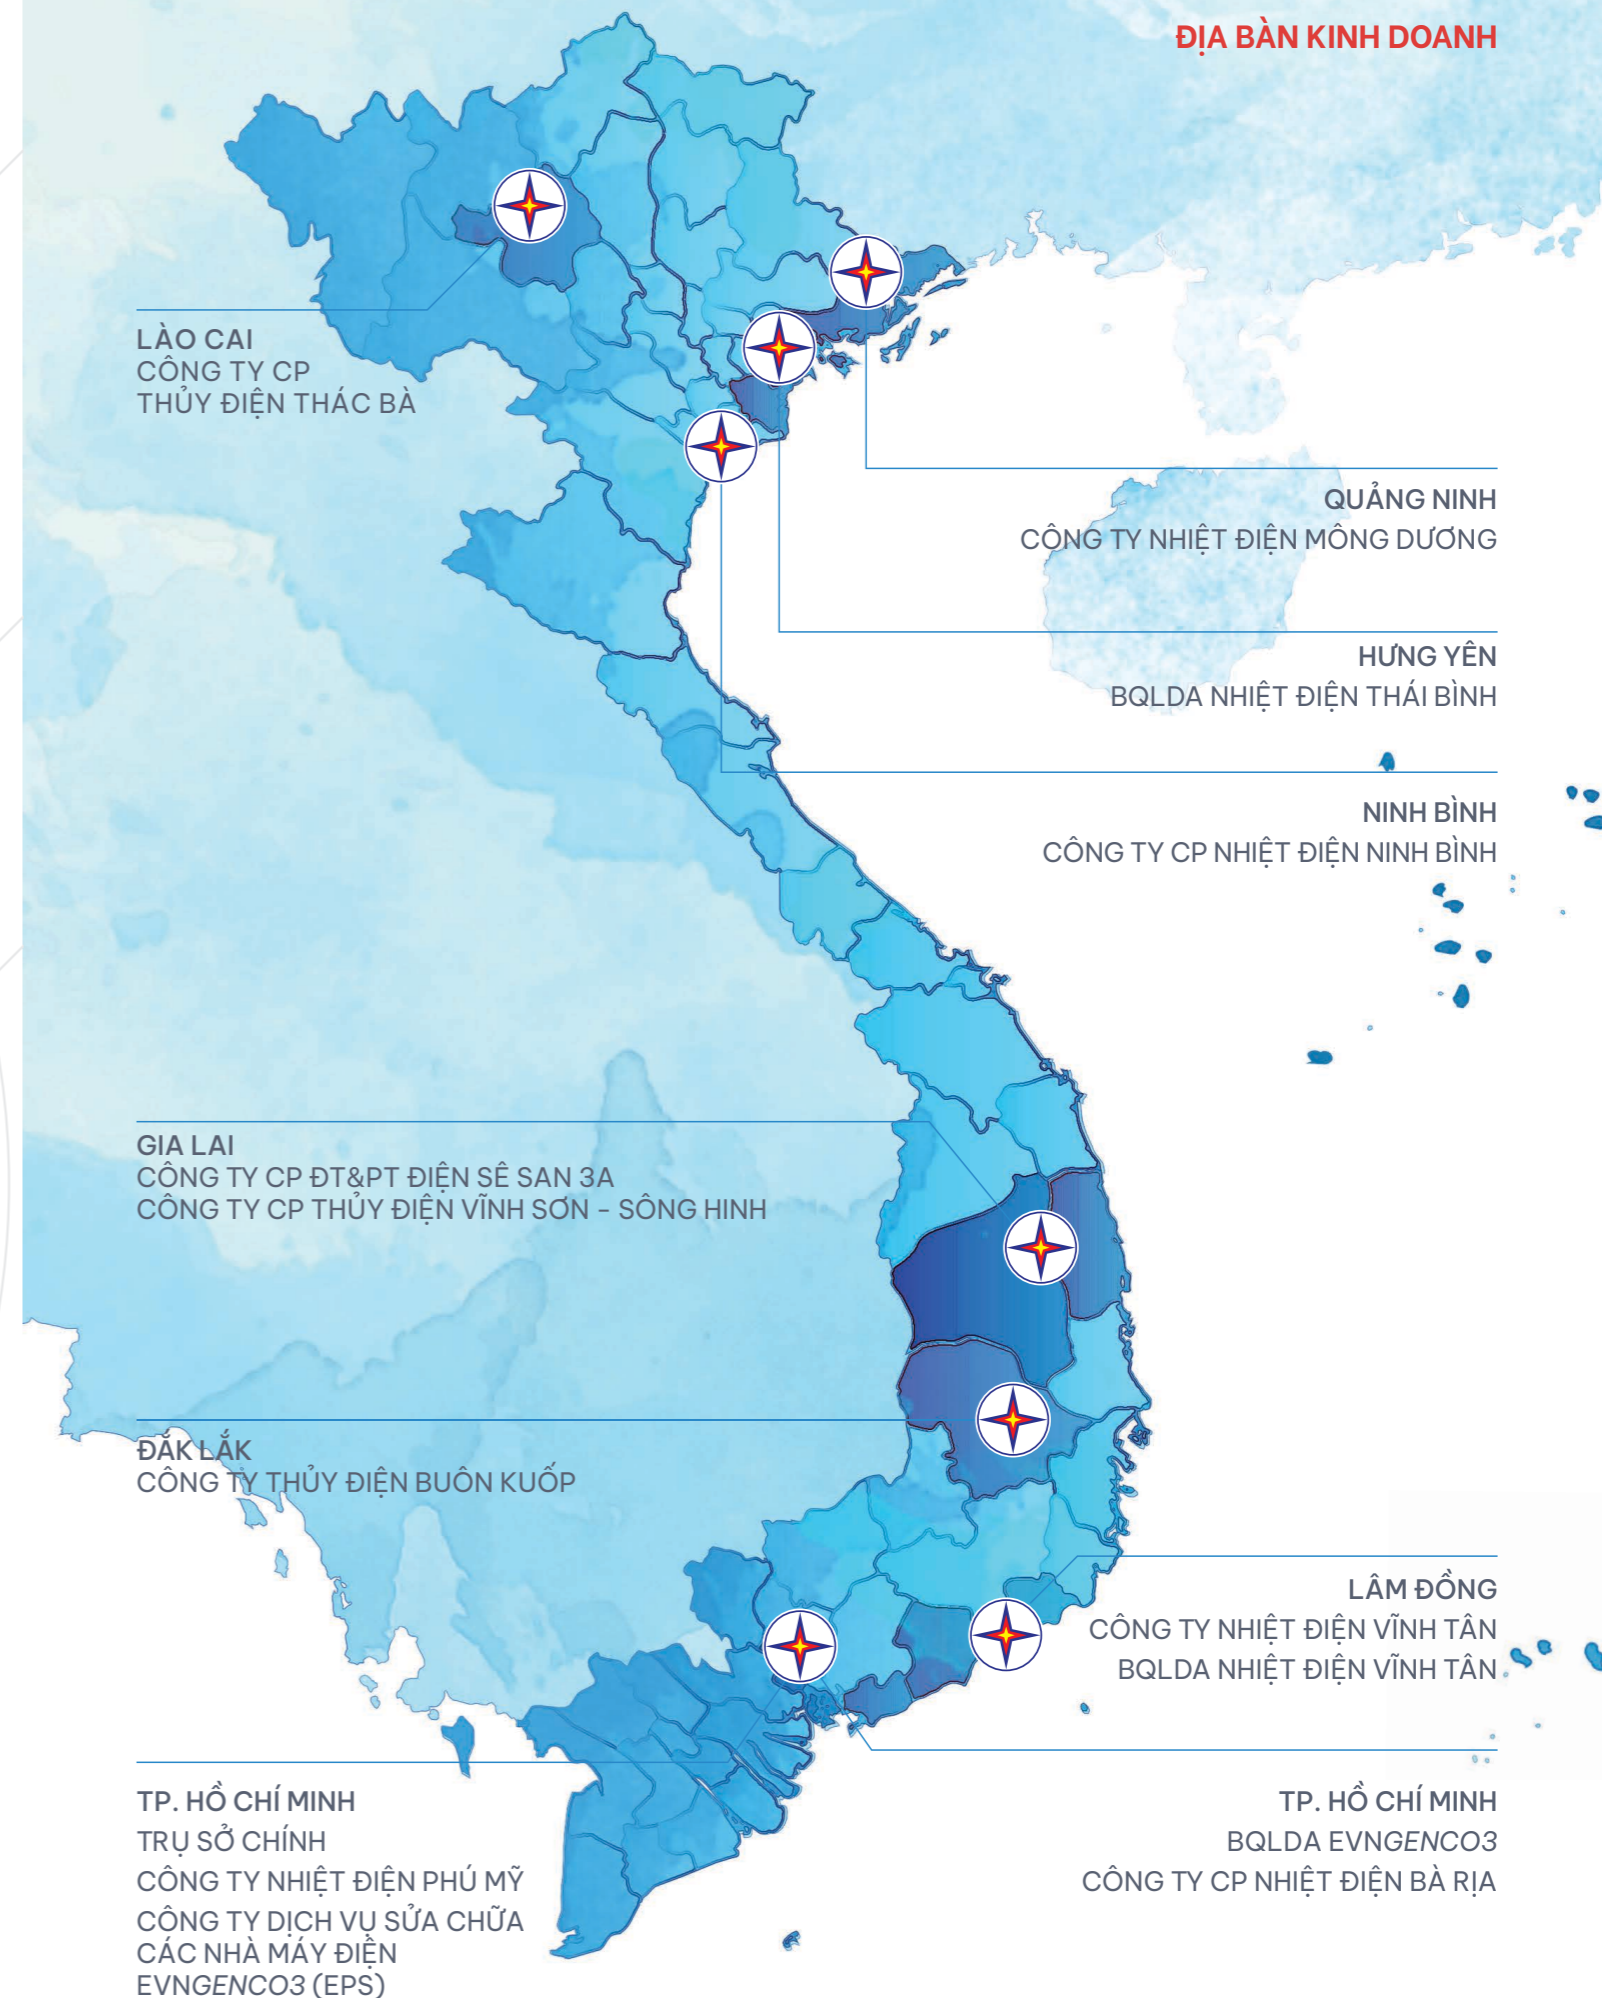 ĐỊA BÀN KINH DOANH
LÀO CAI
CÔNG TY CP
THỦY ĐIỆN THÁC BÀ
QUẢNG NINH
CÔNG TY NHIỆT ĐIỆN MÔNG DƯƠNG
HƯNG YÊN
BQLDA NHIỆT ĐIỆN THÁI BÌNH
NINH BÌNH
CÔNG TY CP NHIỆT ĐIỆN NINH BÌNH
GIA LAI
CÔNG TY CP ĐT&PT ĐIỆN SÊ SAN 3A
CÔNG TY CP THỦY ĐIỆN VĨNH SƠN - SÔNG HINH
ĐẮK LẮK
CÔNG TY THỦY ĐIỆN BUÔN KUỐP
LÂM ĐỒNG
CÔNG TY NHIỆT ĐIỆN VĨNH TÂN
BQLDA NHIỆT ĐIỆN VĨNH TÂN
TP. HỒ CHÍ MINH
TRỤ SỞ CHÍNH
CÔNG TY NHIỆT ĐIỆN PHÚ MỸ
CÔNG TY DỊCH VỤ SỬA CHỮA
CÁC NHÀ MÁY ĐIỆN
EVNGENCO3 (EPS)
TP. HỒ CHÍ MINH
BQLDA EVNGENCO3
CÔNG TY CP NHIỆT ĐIỆN BÀ RỊA